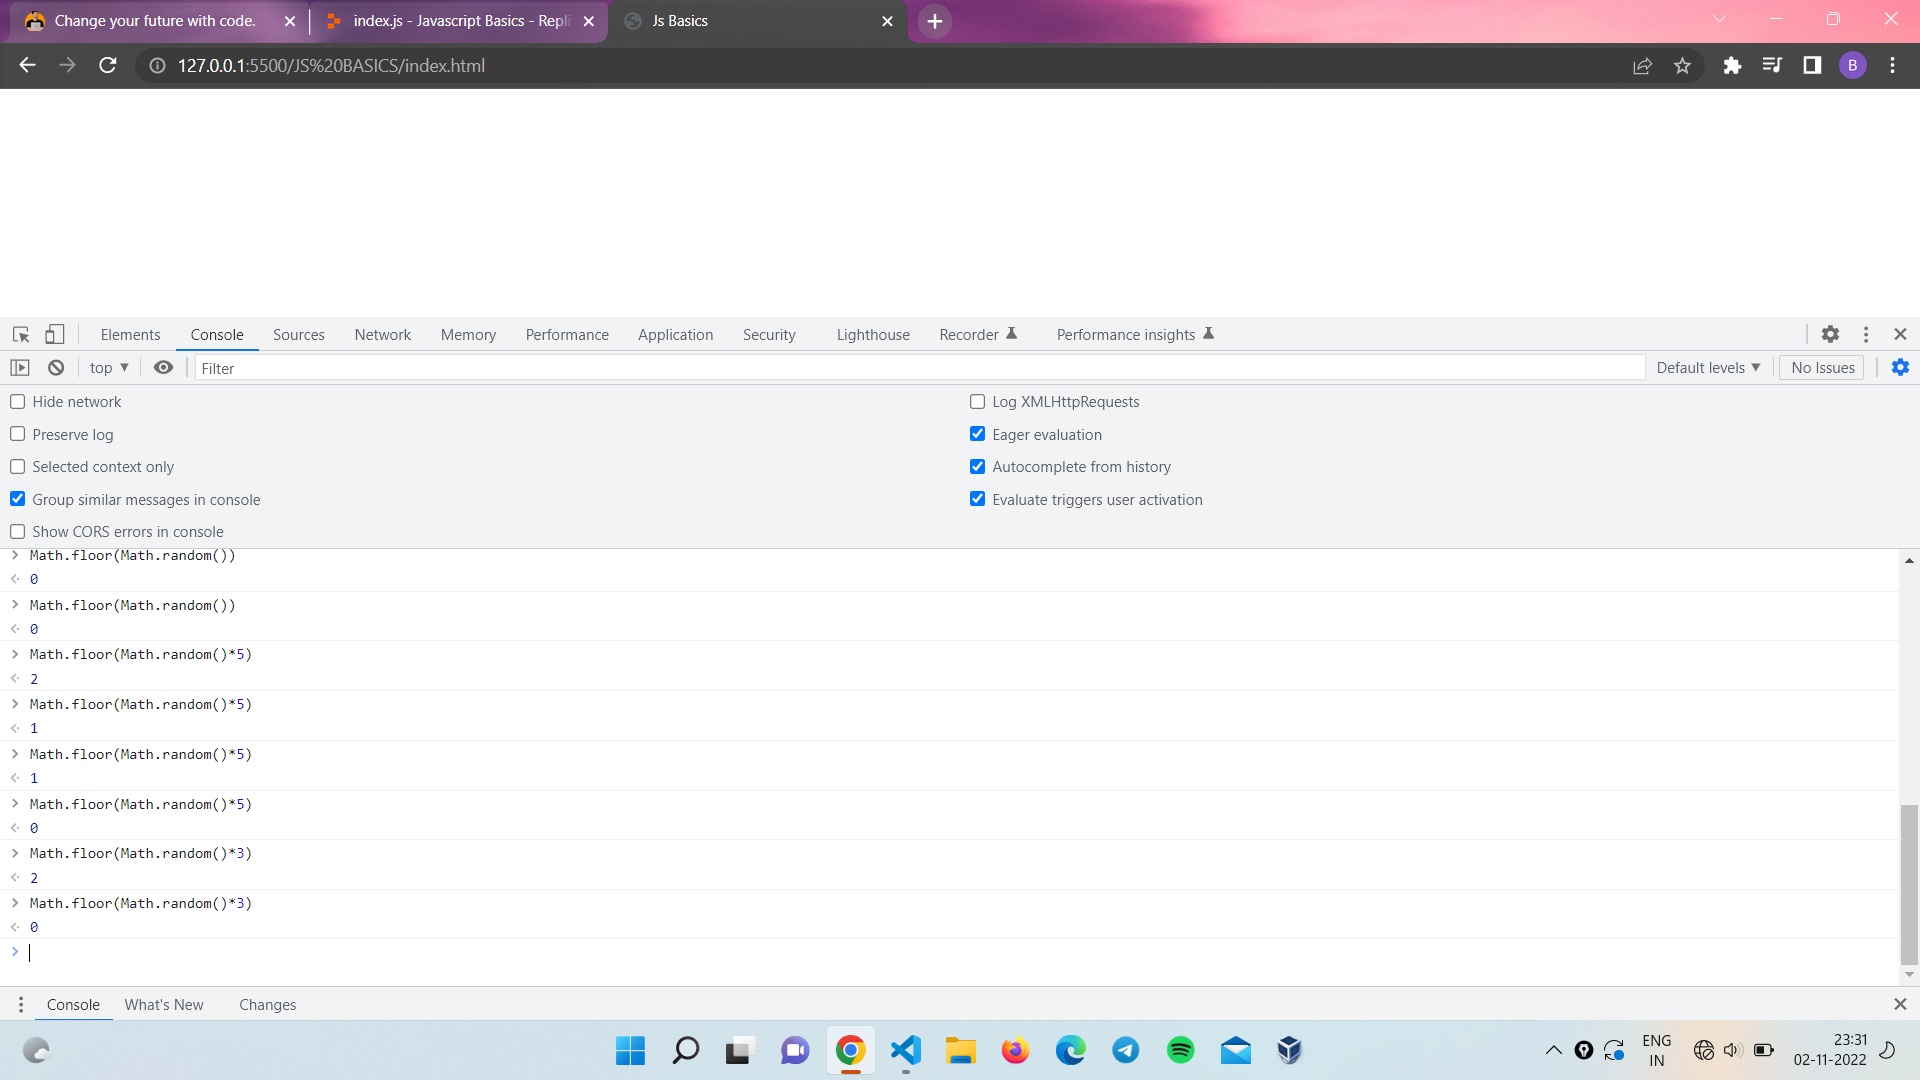 Change your future with code.
index.js - Javascript Basics - Repli
Js Basics
127.0.0.1:5500/JS%20BASICS/index.html
B
Elements Console Sources Network Memory Performance Application Security Lighthouse Recorder Performance insights
top ▼ Filter Default levels ▼ No Issues
Hide network
Log XMLHttpRequests
Preserve log
Eager evaluation
Selected context only
Autocomplete from history
Group similar messages in console
Evaluate triggers user activation
Show CORS errors in console
Math.floor(Math.random())
0
Math.floor(Math.random())
0
Math.floor(Math.random()*5)
2
Math.floor(Math.random()*5)
1
Math.floor(Math.random()*5)
1
Math.floor(Math.random()*5)
0
Math.floor(Math.random()*3)
2
Math.floor(Math.random()*3)
0
Console What's New Changes
ENG
IN
23:31
02-11-2022